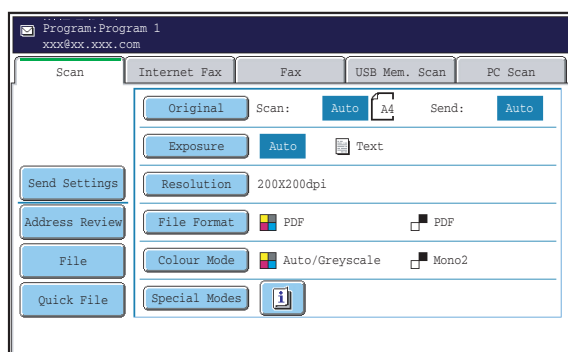 Program:Program 1
xxx@xx.xxx.com
Scan Internet Fax Fax USB Mem. Scan PC Scan
Original Scan: Auto A4 Send: Auto
Exposure Auto Text
Send Settings Resolution 200X200dpi
Address Review File Format PDF PDF
File Colour Mode Auto/Greyscale Mono2
Quick File Special Modes